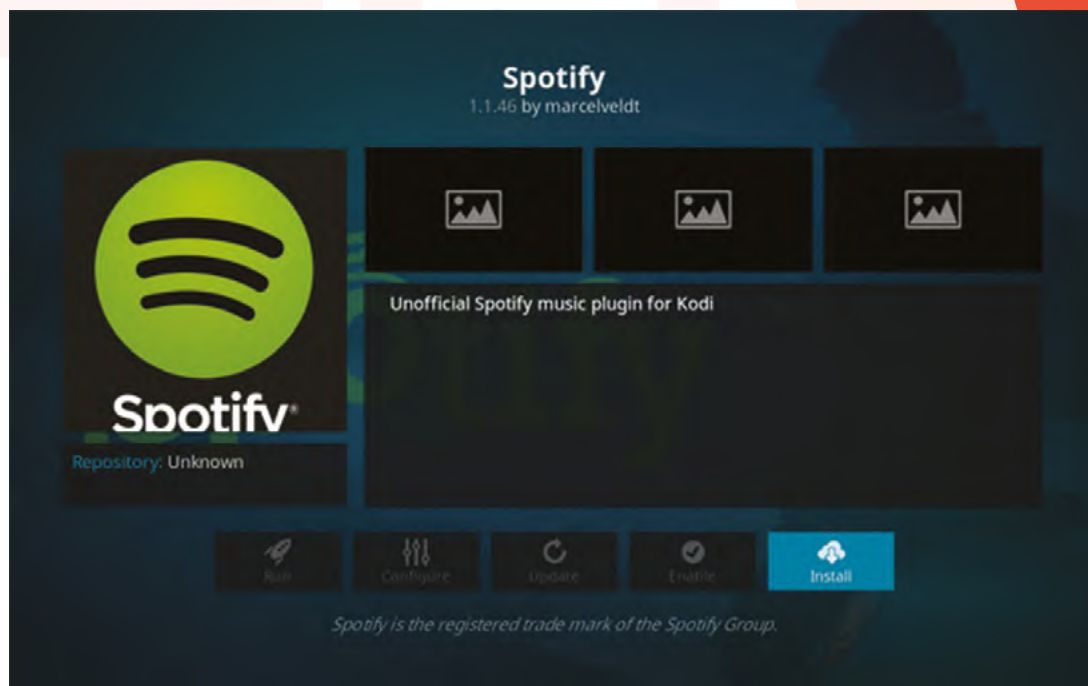 Spotify
1.1.46 by marcelveldt
Spotify®
Unofficial Spotify music plugin for Kodi
Repository: Unknown
Run
Configure
Update
Enable
Install
Spotify is the registered trade mark of the Spotify Group.